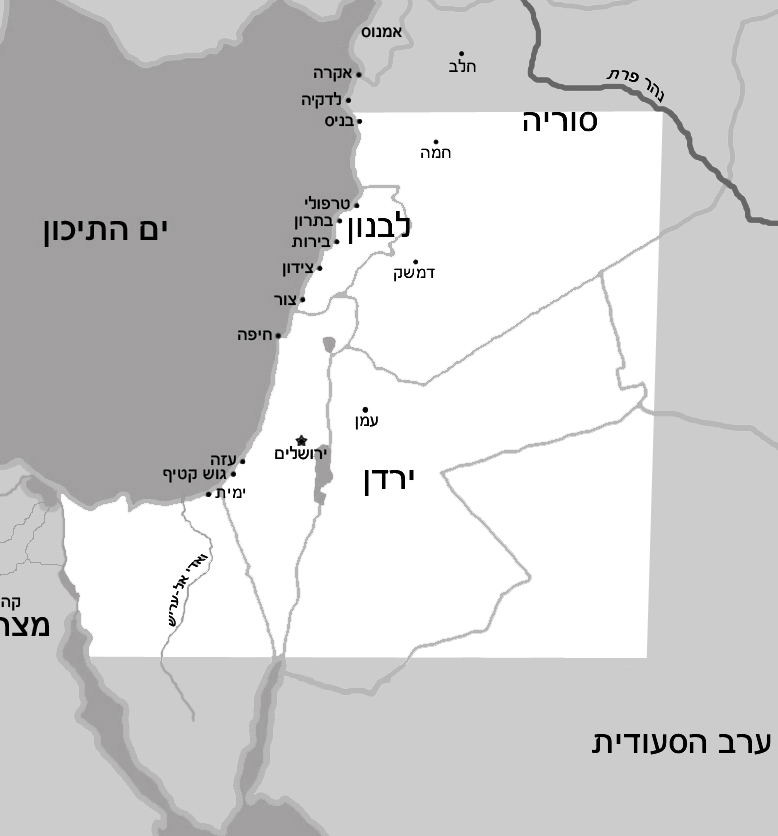 אמנוס
חלב
אקרה
נהר פרת
לדקיה
סוריה
בניס
חמה
טרפולי
בתרון
לבנון
ים התיכון
בירות
צידון
דמשק
צור
חיפה
עמן
ירושלים
עזה
גוש קטיף
ירדן
ימית
ואדי אל-עריש
קה
מצר
ערב הסעודית